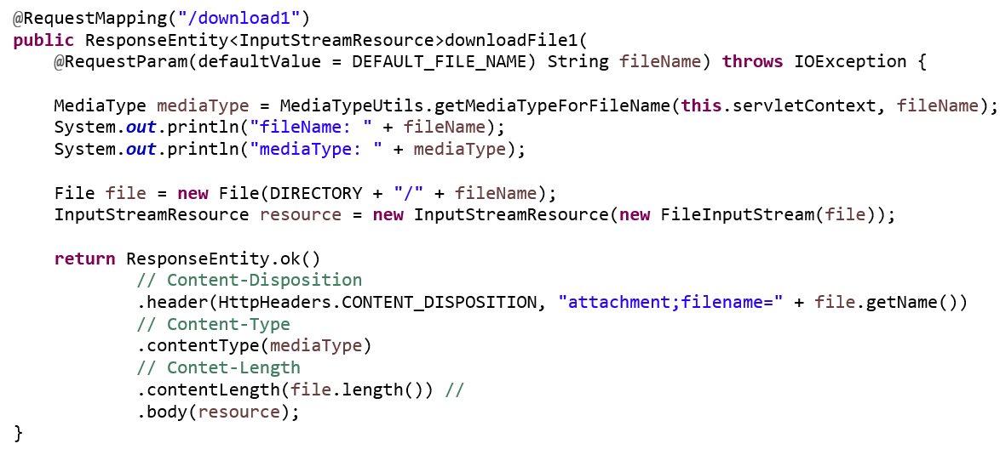 @RequestMapping("/download1")
public ResponseEntity<InputStreamResource>downloadFile1(
@RequestParam(defaultValue = DEFAULT_FILE_NAME) String fileName) throws IOException {
MediaType mediaType = MediaTypeUtils.getMediaTypeForFileName(this.servletContext, fileName);
System.out.println("fileName: " + fileName);
System.out.println("mediaType: " + mediaType);
File file = new File(DIRECTORY + "/" + fileName);
InputStreamResource resource = new InputStreamResource(new FileInputStream(file));
return ResponseEntity.ok()
// Content-Disposition
.header(HttpHeaders.CONTENT_DISPOSITION, "attachment;filename=" + file.getName())
// Content-Type
.contentType(mediaType)
// Contet-Length
.contentLength(file.length()) //
.body(resource);
}